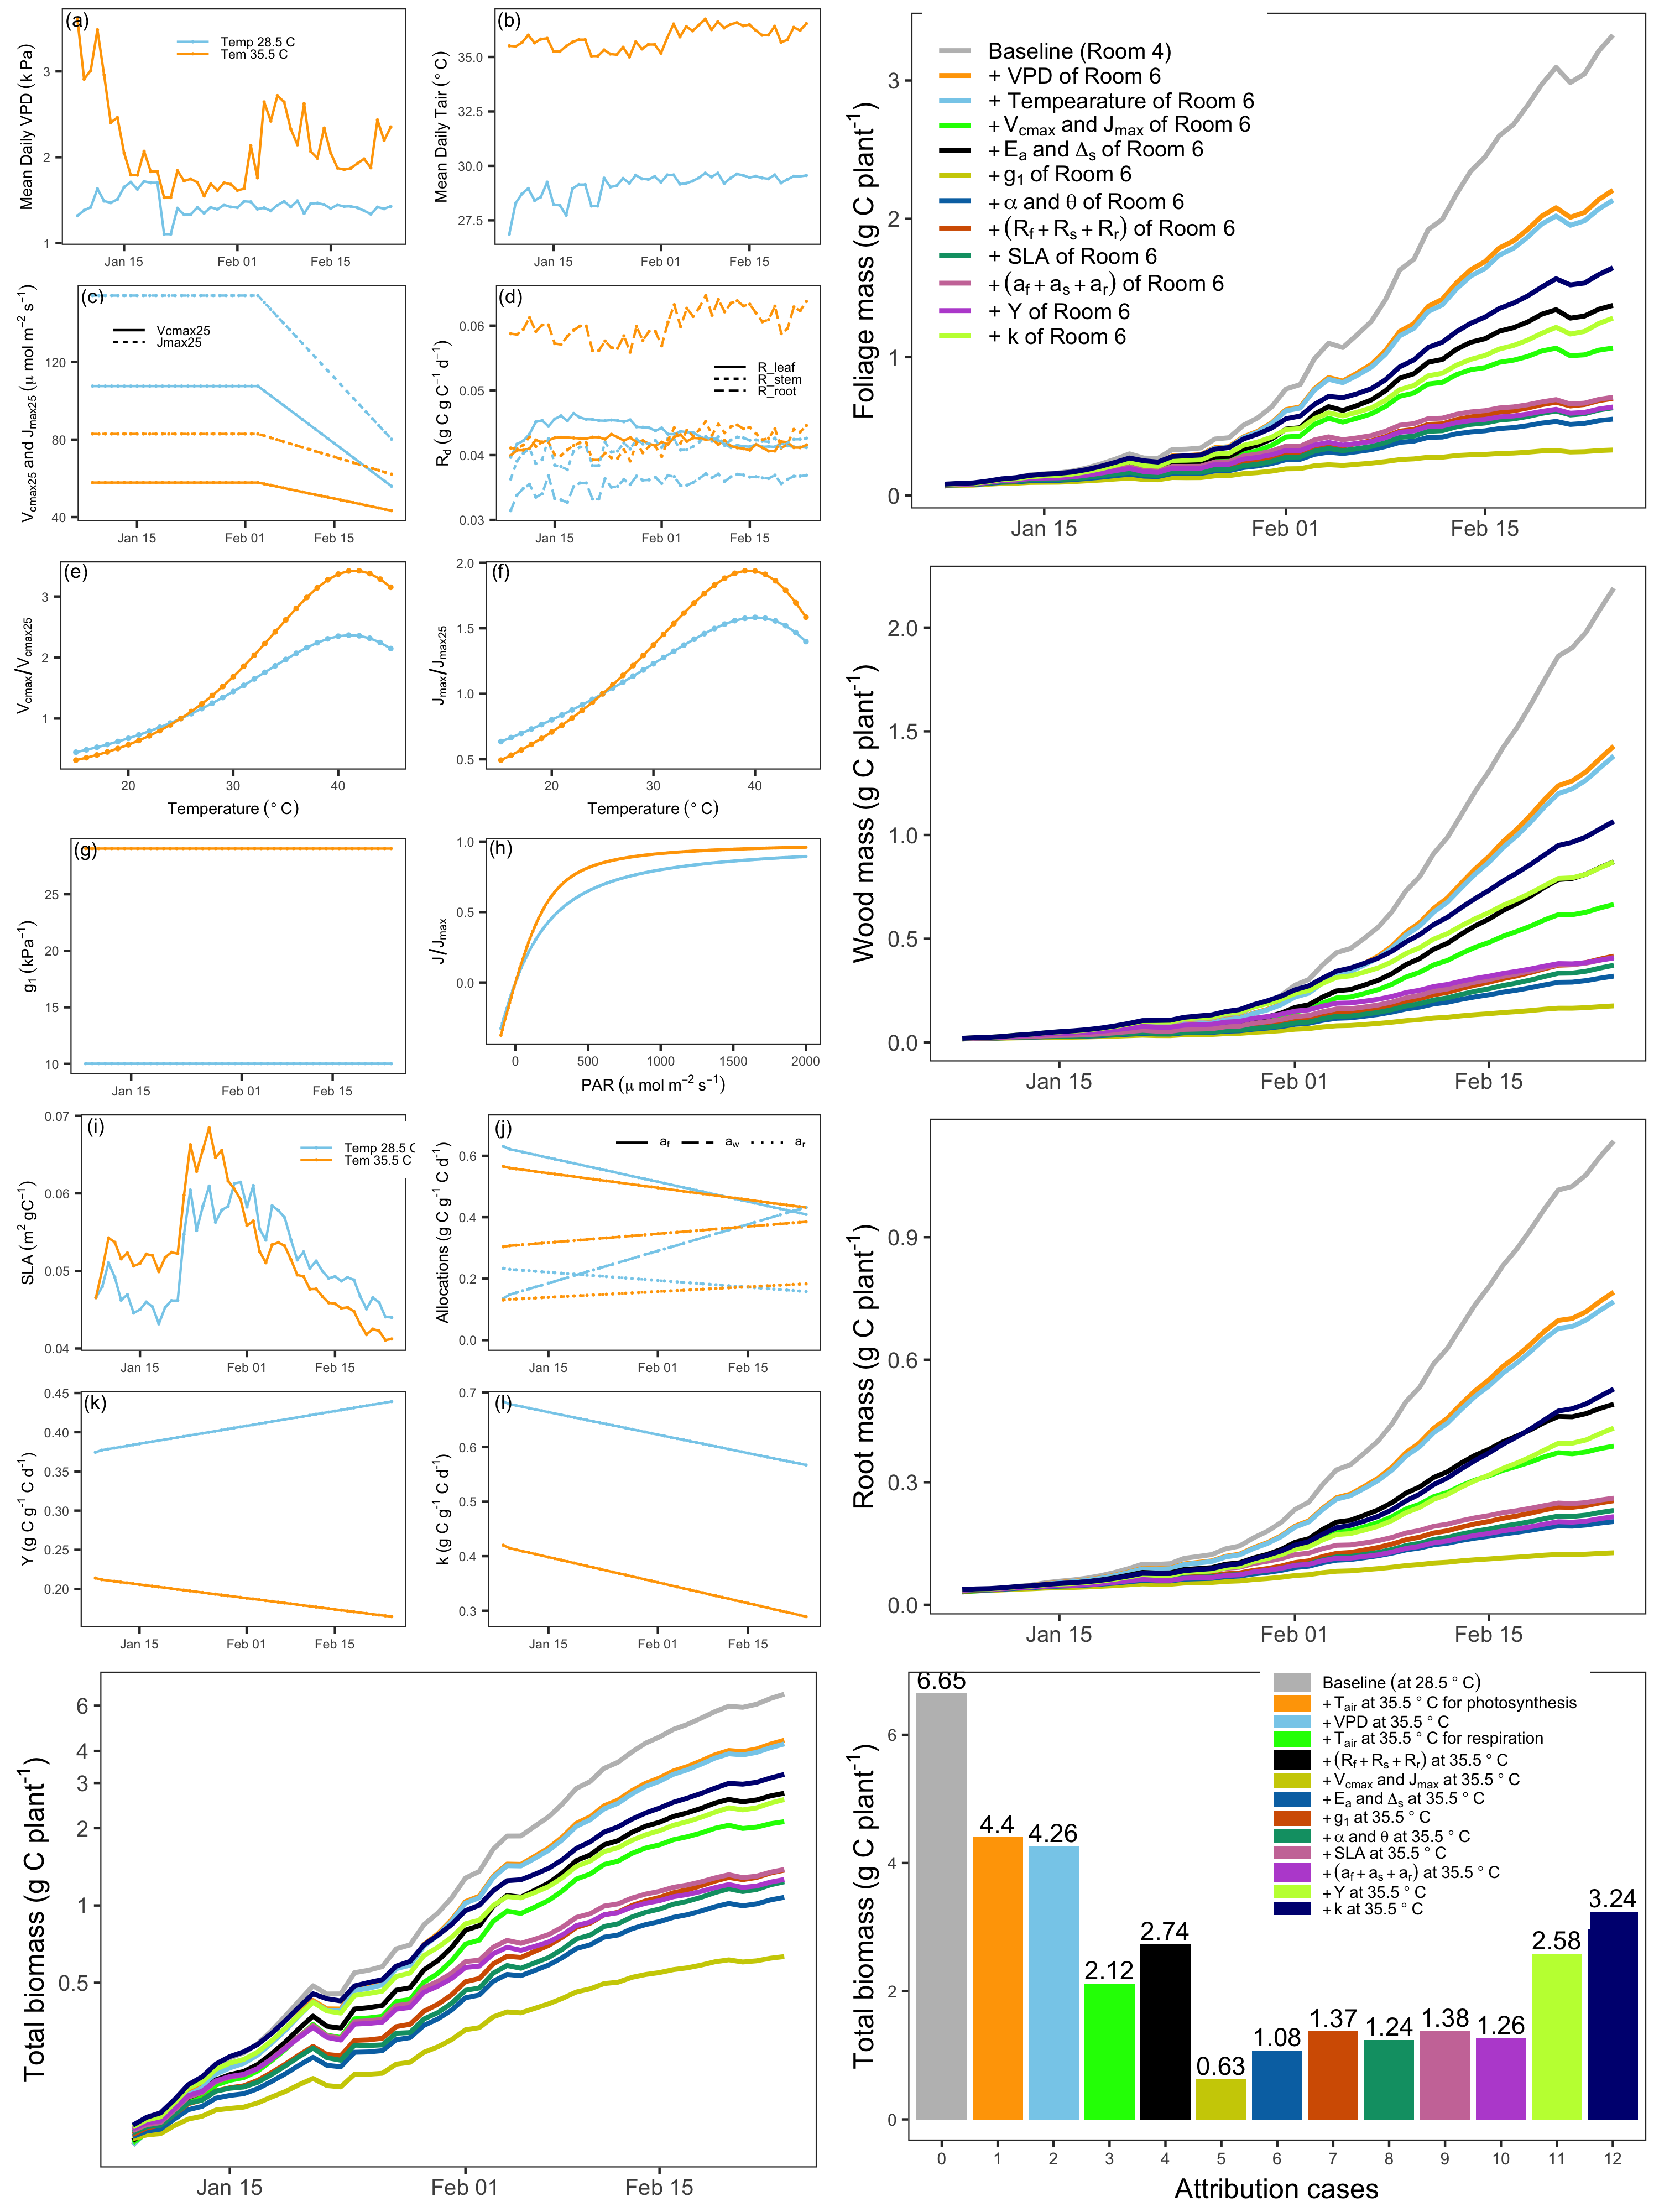 (a)
Temp 28.5 C
Tem 35.5 C
Mean Daily VPD (k Pa)
3
2
1
Jan 15
Feb 01
Feb 15
(b)
Mean Daily Tair (° C)
35.0
32.5
30.0
27.5
Jan 15
Feb 01
Feb 15
(c)
Vcmax25
Jmax25
Vcmax25 and Jmax25 (μ mol m−2 s−1)
120
80
40
Jan 15
Feb 01
Feb 15
(d)
R_leaf
R_stem
R_root
Rd (g C g C−1 d−1)
0.06
0.05
0.04
0.03
Jan 15
Feb 01
Feb 15
(e)
Vcmax/Vcmax25
3
2
1
20
30
40
Temperature (° C)
(f)
Jmax/Jmax25
2.0
1.5
1.0
0.5
20
30
40
Temperature (° C)
(g)
g1 (kPa−1)
25
20
15
10
Jan 15
Feb 01
Feb 15
(h)
J/Jmax
1.0
0.5
0.0
0
500
1000
1500
2000
PAR (μ mol m−2 s−1)
(i)
Temp 28.5 C
Tem 35.5 C
SLA (m2 gC−1)
0.07
0.06
0.05
0.04
Jan 15
Feb 01
Feb 15
(j)
af
aw
ar
Allocations (g C g-1 C d-1)
0.6
0.4
0.2
0.0
Jan 15
Feb 01
Feb 15
(k)
Y (g C g-1 C d-1)
0.45
0.40
0.35
0.30
0.25
0.20
Jan 15
Feb 01
Feb 15
(l)
k (g C g-1 C d-1)
0.7
0.6
0.5
0.4
0.3
Jan 15
Feb 01
Feb 15
Baseline (Room 4)
+ VPD of Room 6
+ Tempearature of Room 6
+ Vcmax and Jmax of Room 6
+ Ea and Δs of Room 6
+ g1 of Room 6
+ α and θ of Room 6
+ (Rf + Rs + Rr) of Room 6
+ SLA of Room 6
+ (af + as + ar) of Room 6
+ Y of Room 6
+ k of Room 6
Foliage mass (g C plant-1)
3
2
1
0
Jan 15
Feb 01
Feb 15
Wood mass (g C plant-1)
2.0
1.5
1.0
0.5
0.0
Jan 15
Feb 01
Feb 15
Root mass (g C plant-1)
0.9
0.6
0.3
0.0
Jan 15
Feb 01
Feb 15
Total biomass (g C plant-1)
6
4
3
2
1
0.5
Jan 15
Feb 01
Feb 15
Baseline (at 28.5 ° C)
+ Tair at 35.5 ° C for photosynthesis
+ VPD at 35.5 ° C
+ Tair at 35.5 ° C for respiration
+ (Rf + Rs + Rr) at 35.5 ° C
+ Vcmax and Jmax at 35.5 ° C
+ Ea and Δs at 35.5 ° C
+ g1 at 35.5 ° C
+ α and θ at 35.5 ° C
+ SLA at 35.5 ° C
+ (af + as + ar) at 35.5 ° C
+ Y at 35.5 ° C
+ k at 35.5 ° C
6.65
4.4
4.26
2.12
2.74
0.63
1.08
1.37
1.24
1.38
1.26
2.58
3.24
Total biomass (g C plant-1)
6
4
2
0
0
1
2
3
4
5
6
7
8
9
10
11
12
Attribution cases